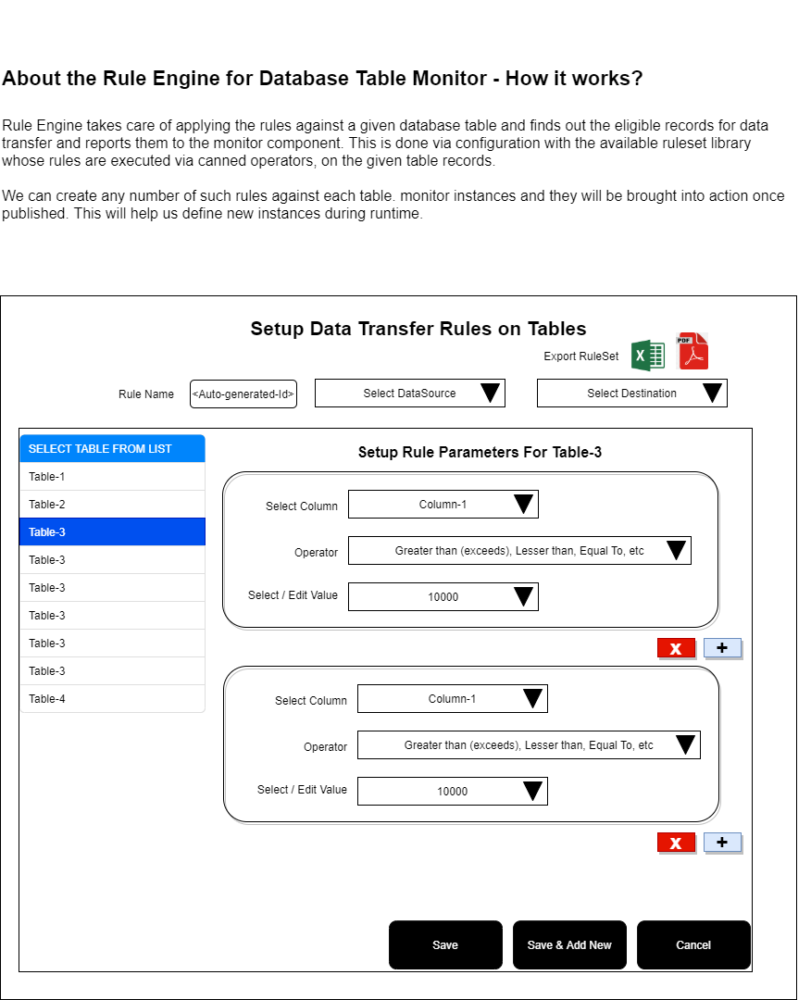 About the Rule Engine for Database Table Monitor - How it works?
Rule Engine takes care of applying the rules against a given database table and finds out the eligible records for data
transfer and reports them to the monitor component. This is done via configuration with the available ruleset library
whose rules are executed via canned operators, on the given table records.
We can create any number of such rules against each table. monitor instances and they will be brought into action once
published. This will help us define new instances during runtime.
Setup Data Transfer Rules on Tables
Export RuleSet
X
PDF
Rule Name
<Auto-generated-Id>
Select DataSource
Select Destination
SELECT TABLE FROM LIST
Table-1
Table-2
Table-3
Table-3
Table-3
Table-3
Table-3
Table-3
Table-4
Setup Rule Parameters For Table-3
Select Column
Column-1
Operator
Greater than (exceeds), Lesser than, Equal To, etc
Select / Edit Value
10000
X
+
Select Column
Column-1
Operator
Greater than (exceeds), Lesser than, Equal To, etc
Select / Edit Value
10000
X
+
Save
Save & Add New
Cancel